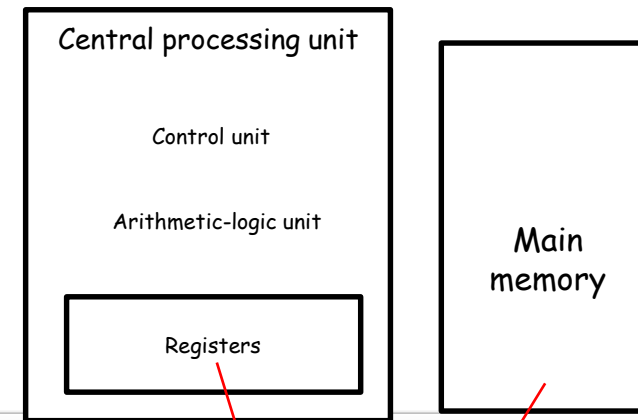 Central processing unit
Control unit
Arithmetic-logic unit
Registers
Main
memory